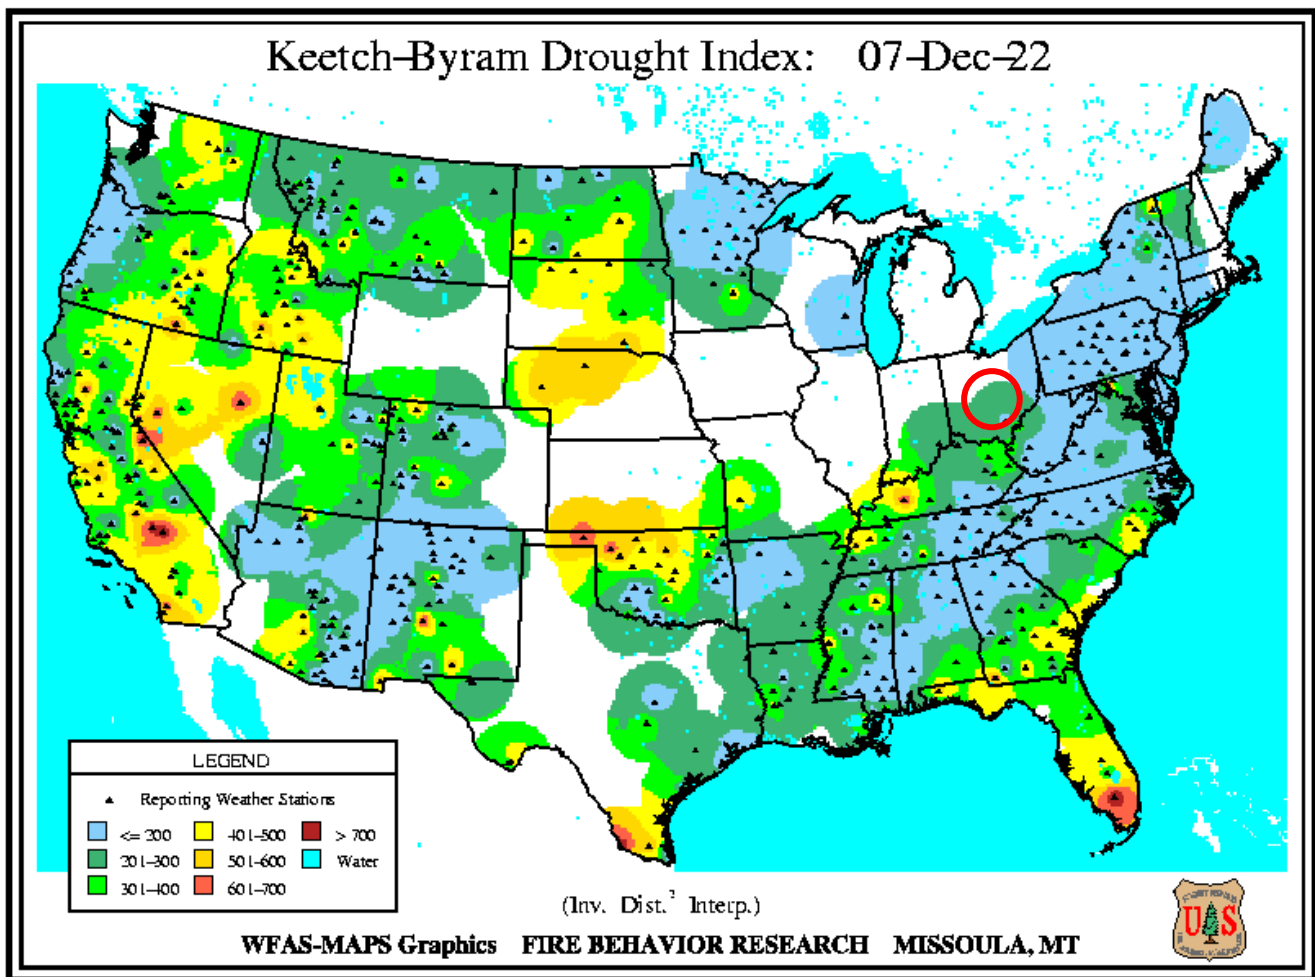 Keetch-Byram Drought Index: 07-Dec-22
LEGEND
Reporting Weather Stations
<= 200 401-500 > 700
201-300 501-600 Water
301-400 601-700
(Inv. Dist.² Interp.)
U S
WFAS-MAPS Graphics FIRE BEHAVIOR RESEARCH MISSOULA, MT